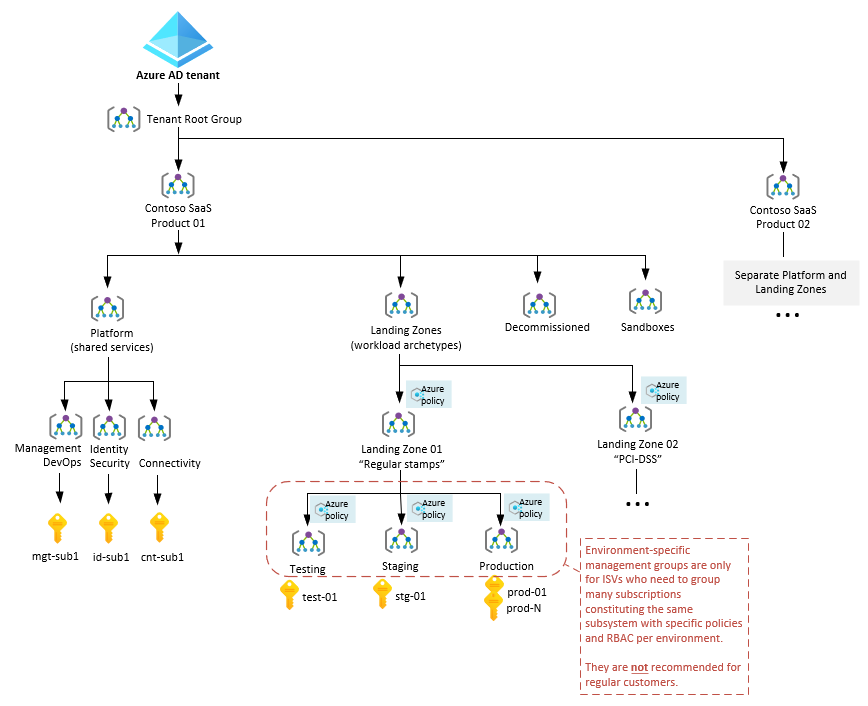 Azure AD tenant
Tenant Root Group
Contoso SaaS
Product 01
Contoso SaaS
Product 02
Separate Platform and
Landing Zones
...
Platform
(shared services)
Landing Zones
(workload archetypes)
Decommissioned
Sandboxes
Azure
policy
Azure
policy
Management
DevOps
Identity
Security
Connectivity
Landing Zone 01
“Regular stamps”
Landing Zone 02
“PCI-DSS”
...
mgt-sub1
id-sub1
cnt-sub1
Azure
policy
Azure
policy
Azure
policy
Testing
Staging
Production
test-01
stg-01
prod-01
prod-N
Environment-specific
management groups are only
for ISVs who need to group
many subscriptions
constituting the same
subsystem with specific policies
and RBAC per environment.
They are not recommended for
regular customers.